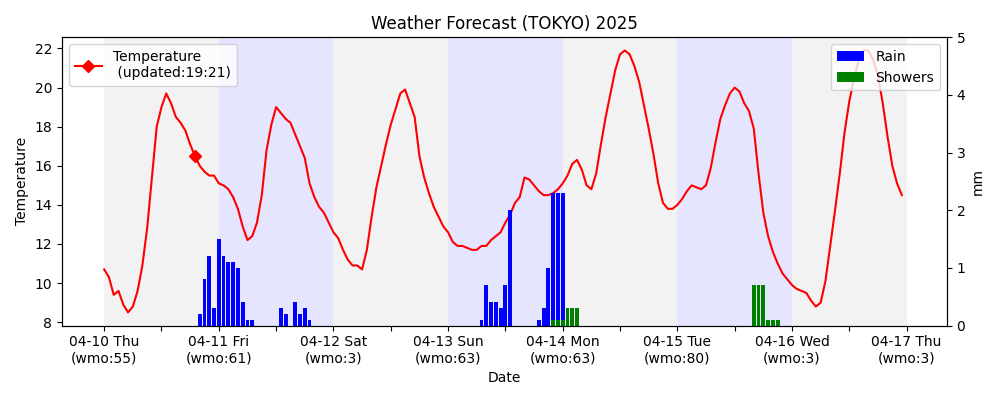 Weather Forecast (TOKYO) 2025
Temperature
(updated:19:21)
Rain
Showers
Temperature
22
20
18
16
14
12
10
8
5
4
3
2
1
0
mm
04-10 Thu
(wmo:55)
04-11 Fri
(wmo:61)
04-12 Sat
(wmo:3)
04-13 Sun
(wmo:63)
04-14 Mon
(wmo:63)
04-15 Tue
(wmo:80)
04-16 Wed
(wmo:3)
04-17 Thu
(wmo:3)
Date